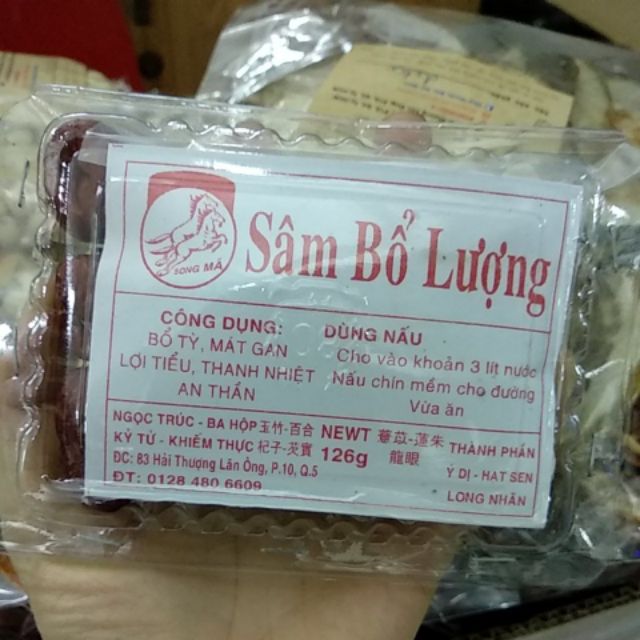 SONG MÃ
Sâm Bổ Lượng
CÔNG DỤNG:
BỔ TỲ, MÁT GAN
LỢI TIỂU, THANH NHIỆT
AN THẦN
DÙNG NẤU
Cho vào khoản 3 lít nước
Nấu chín mềm cho đường
Vừa ăn
NGỌC TRÚC - BA HỘP 玉竹-百合
KỶ TỬ - KHIẾM THỰC 杞子-芡實
ĐC: 83 Hải Thượng Lãn Ông, P.10, Q.5
ĐT: 0128 480 6609
NEWT
126g
薏苡-蓮朱
龍眼
THÀNH PHẦN
Ý DĨ - HẠT SEN
LONG NHÃN